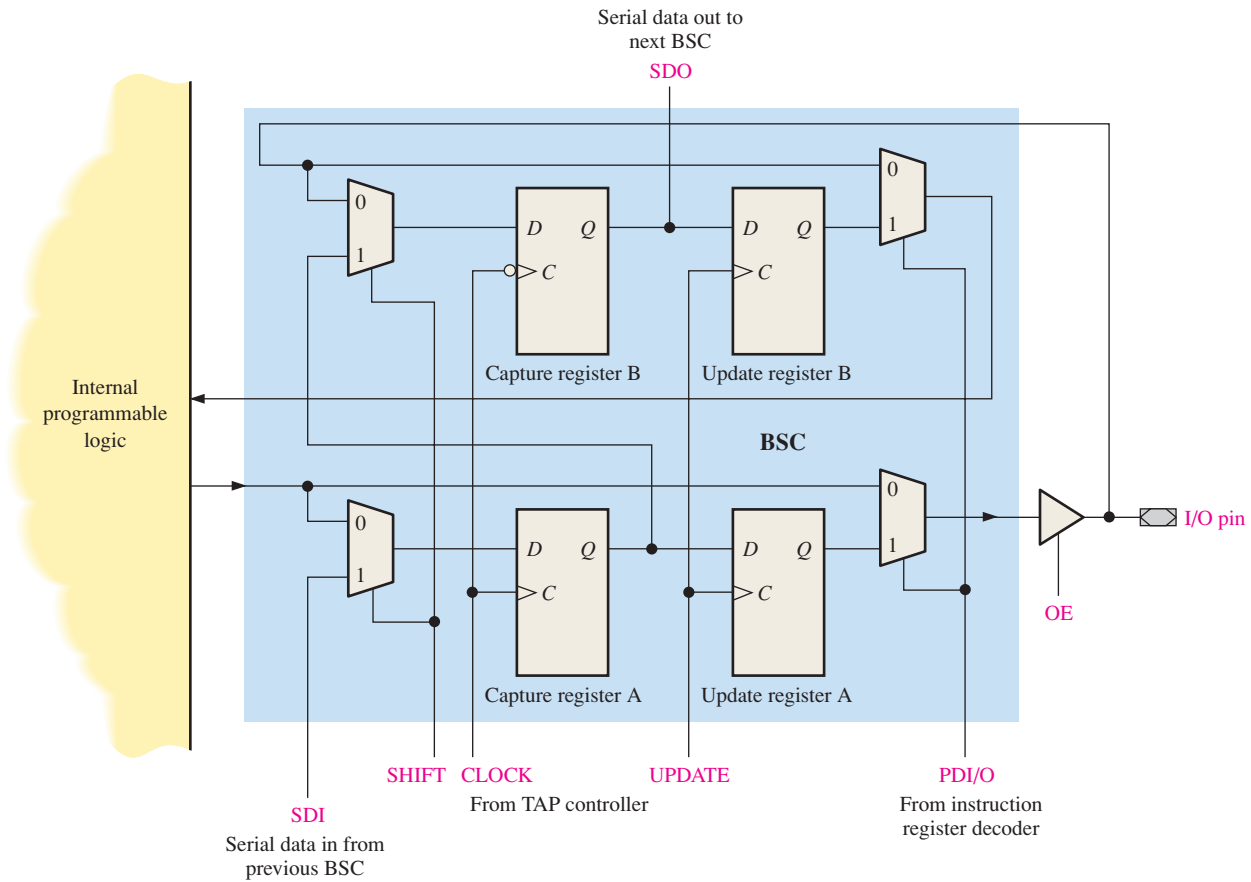 Serial data out to
next BSC
SDO
0
1
D Q
C
Capture register B
D Q
C
Update register B
0
1
Internal
programmable
logic
BSC
0
1
D Q
C
Capture register A
D Q
C
Update register A
0
1
I/O pin
OE
SHIFT CLOCK UPDATE PDI/O
From TAP controller
From instruction
register decoder
SDI
Serial data in from
previous BSC